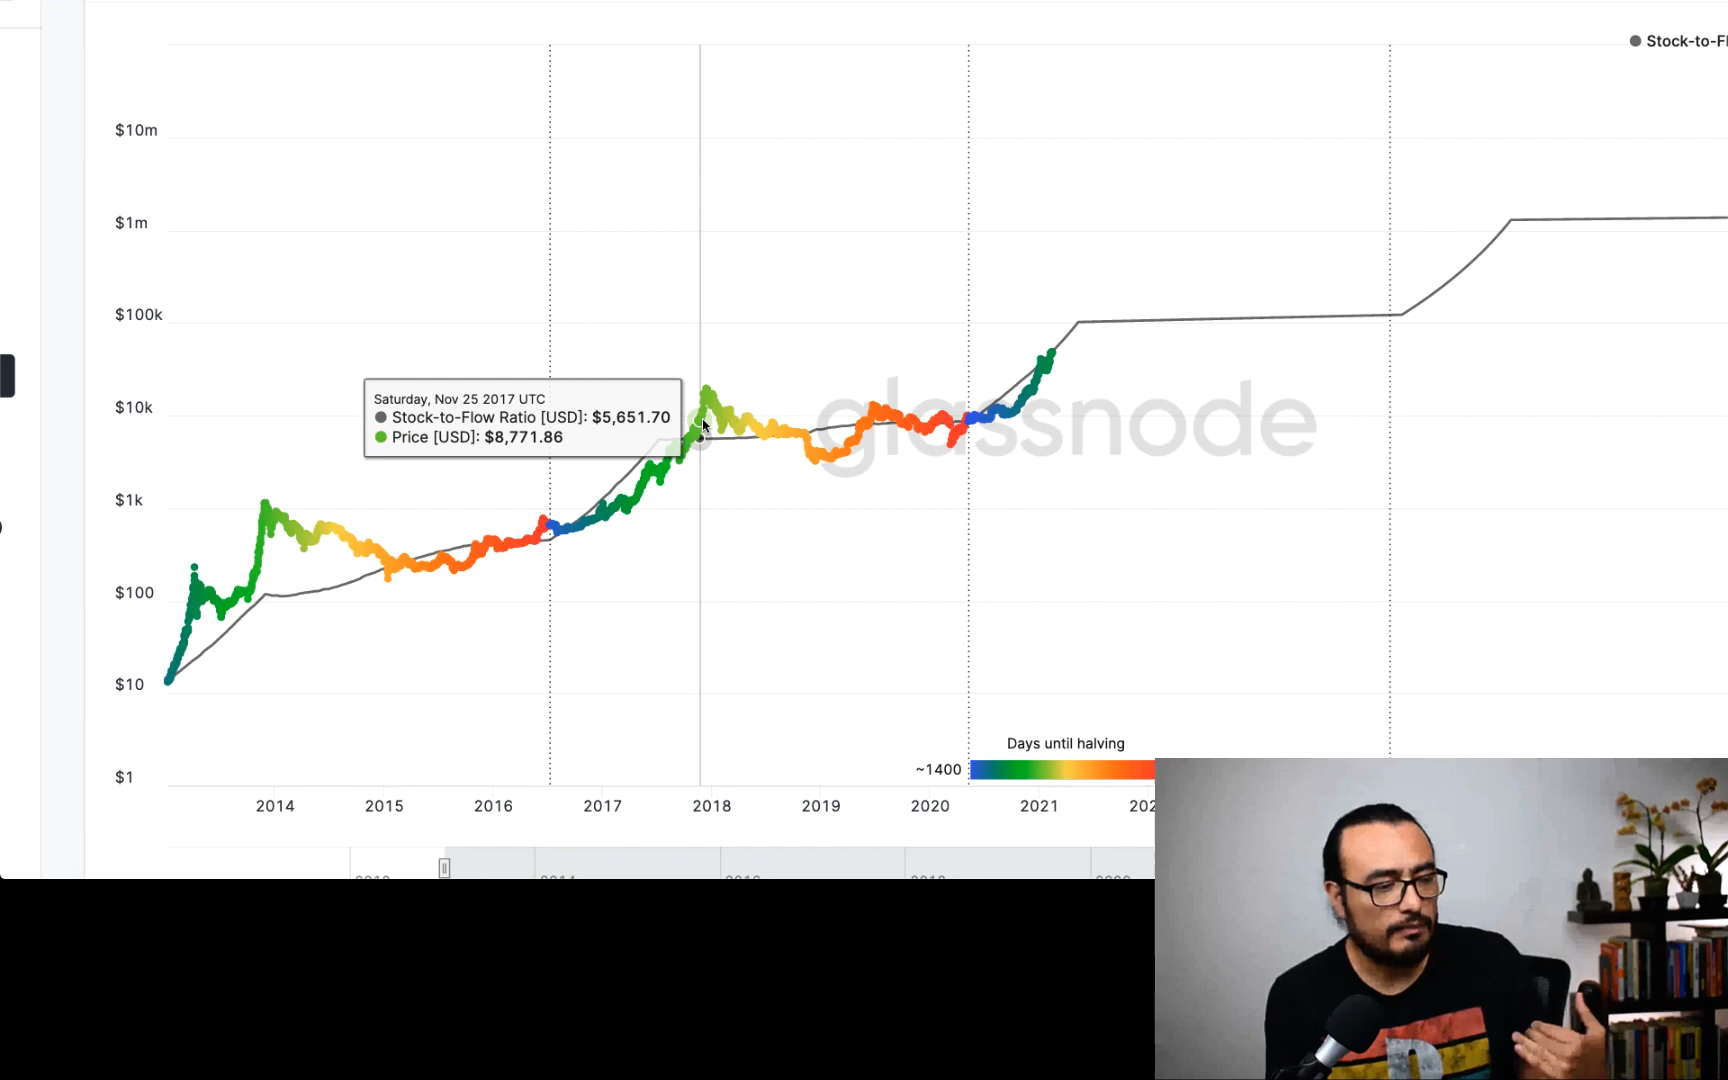 Stock-to-Fl
$10m
$1m
$100k
$10k
$1k
$100
$10
$1
Saturday, Nov 25 2017 UTC
Stock-to-Flow Ratio [USD]: $5,651.70
Price [USD]: $8,771.86
glassnode
Days until halving
~1400
2014 2015 2016 2017 2018 2019 2020 2021 202